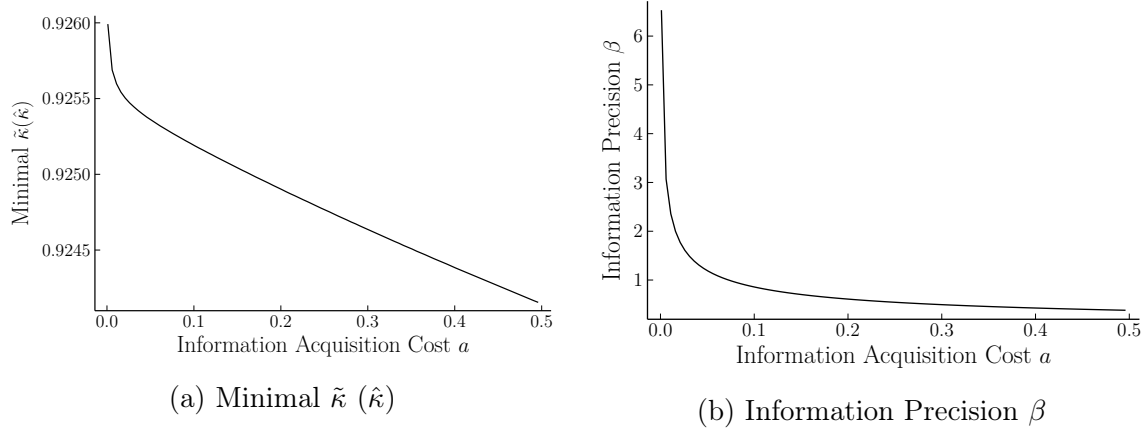 0.9260
0.9255
0.9250
0.9245
Minimal κ̃(κ̂)
0.0 0.1 0.2 0.3 0.4 0.5
Information Acquisition Cost a
(a) Minimal κ̃ (κ̂)
6
5
4
3
2
1
Information Precision β
0.0 0.1 0.2 0.3 0.4 0.5
Information Acquisition Cost a
(b) Information Precision β